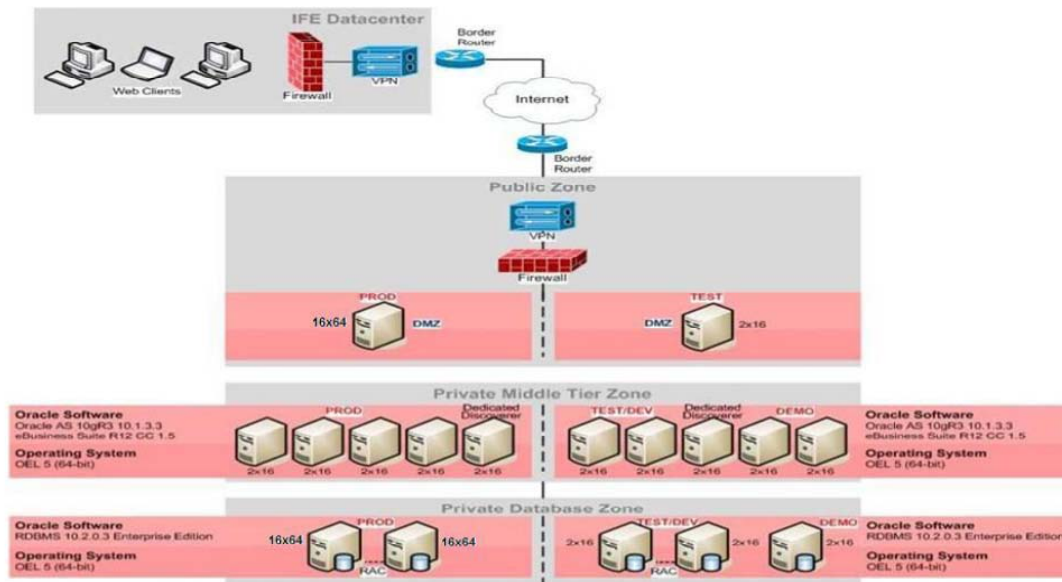 IFE Datacenter
Web Clients
Firewall
VPN
Border
Router
Internet
Border
Router
Public Zone
VPN
Firewall
PROD
16x64
DMZ
TEST
DMZ
2x16
Private Middle Tier Zone
Oracle Software
Oracle AS 10gR3 10.1.3.3
eBusiness Suite R12 CC 1.5
Operating System
OEL 5 (64-bit)
PROD
Dedicated
Discoverer
2x16
2x16
2x16
2x16
2x16
TEST/DEV
Dedicated
Discoverer
DEMO
2x16
2x16
2x16
2x16
2x16
Oracle Software
Oracle AS 10gR3 10.1.3.3
eBusiness Suite R12 CC 1.5
Operating System
OEL 5 (64-bit)
Private Database Zone
Oracle Software
RDBMS 10.2.0.3 Enterprise Edition
Operating System
OEL 5 (64-bit)
PROD
16x64
16x64
RAC
TEST/DEV
2x16
2x16
RAC
DEMO
2x16
Oracle Software
RDBMS 10.2.0.3 Enterprise Edition
Operating System
OEL 5 (64-bit)